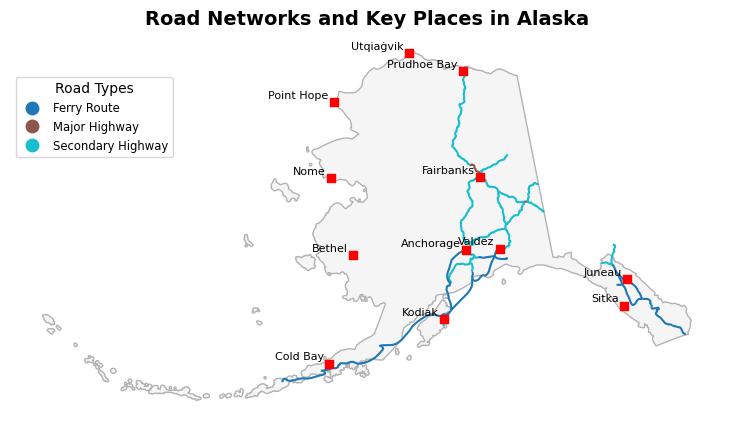 Road Networks and Key Places in Alaska
Utqiaġvik
Prudhoe Bay
Road Types
Ferry Route
Major Highway
Secondary Highway
Point Hope
Nome
Fairbanks
Bethel
Anchorage
Valdez
Juneau
Sitka
Kodiak
Cold Bay